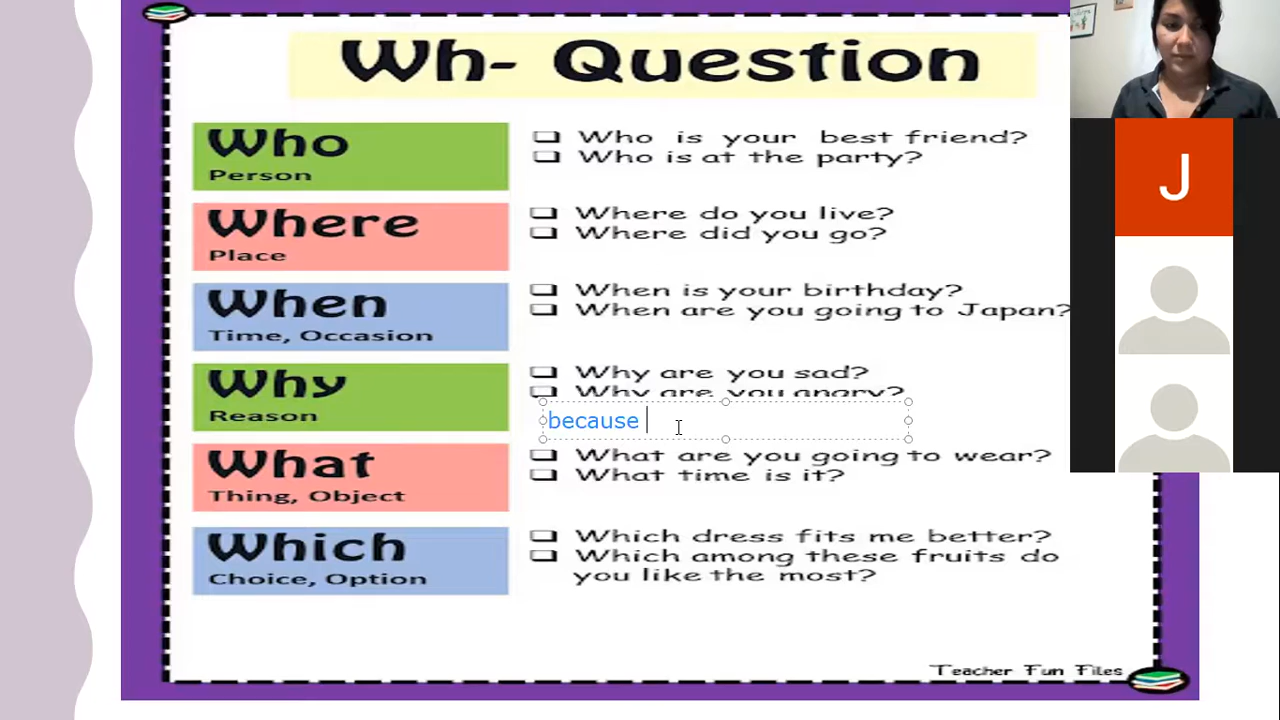 Wh- Question
Who
Person
Who is your best friend?
Who is at the party?
Where
Place
Where do you live?
Where did you go?
When
Time, Occasion
When is your birthday?
When are you going to Japan?
Why
Reason
Why are you sad?
Why are you angry?
because
What
Thing, Object
What are you going to wear?
What time is it?
Which
Choice, Option
Which dress fits me better?
Which among these fruits do
you like the most?
Teacher Fun Files
J